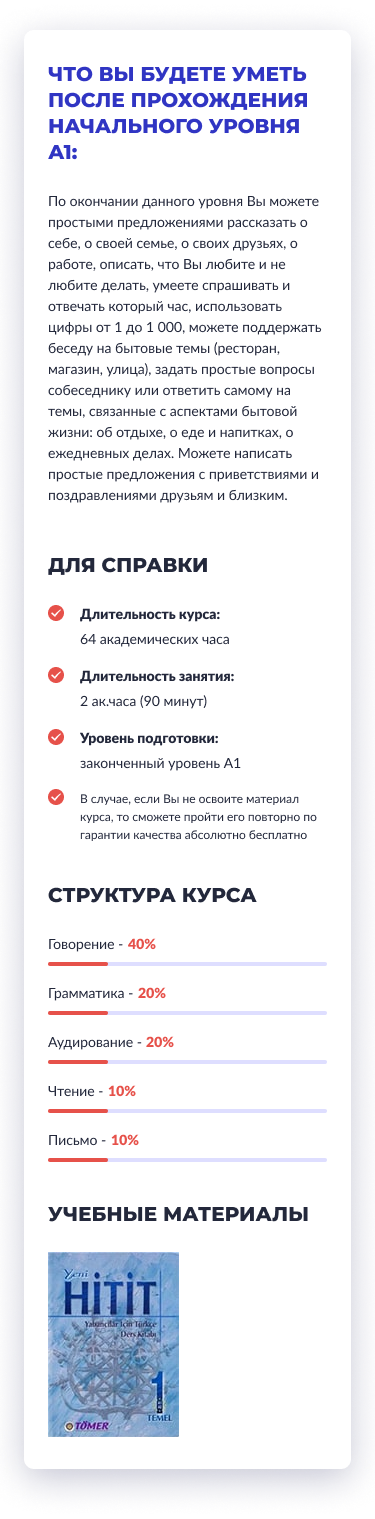 ЧТО ВЫ БУДЕТЕ УМЕТЬ
ПОСЛЕ ПРОХОЖДЕНИЯ
НАЧАЛЬНОГО УРОВНЯ
А1:
По окончании данного уровня Вы можете
простыми предложениями рассказать о
себе, о своей семье, о своих друзьях, о
работе, описать, что Вы любите и не
любите делать, умеете спрашивать и
отвечать который час, использовать
цифры от 1 до 1 000, можете поддержать
беседу на бытовые темы (ресторан,
магазин, улица), задать простые вопросы
собеседнику или ответить самому на
темы, связанные с аспектами бытовой
жизни: об отдыхе, о еде и напитках, о
ежедневных делах. Можете написать
простые предложения с приветствиями и
поздравлениями друзьям и близким.
ДЛЯ СПРАВКИ
Длительность курса:
64 академических часа
Длительность занятия:
2 ак.часа (90 минут)
Уровень подготовки:
законченный уровень А1
В случае, если Вы не освоите материал
курса, то сможете пройти его повторно по
гарантии качества абсолютно бесплатно
СТРУКТУРА КУРСА
Говорение - 40%
Грамматика - 20%
Аудирование - 20%
Чтение - 10%
Письмо - 10%
УЧЕБНЫЕ МАТЕРИАЛЫ
Yeni
HİTİT
Yabancılar İçin Türkçe
Ders Kitabı
1
TEMEL
TÖMER